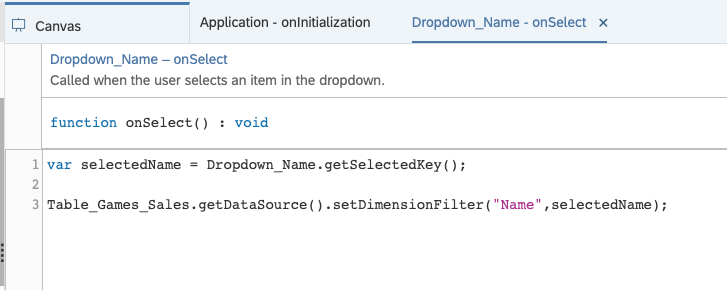 Canvas
Application - onInitialization
Dropdown_Name - onSelect ×
Dropdown_Name – onSelect
Called when the user selects an item in the dropdown.
function onSelect() : void
1 var selectedName = Dropdown_Name.getSelectedKey();
2
3 Table_Games_Sales.getDataSource().setDimensionFilter("Name",selectedName);